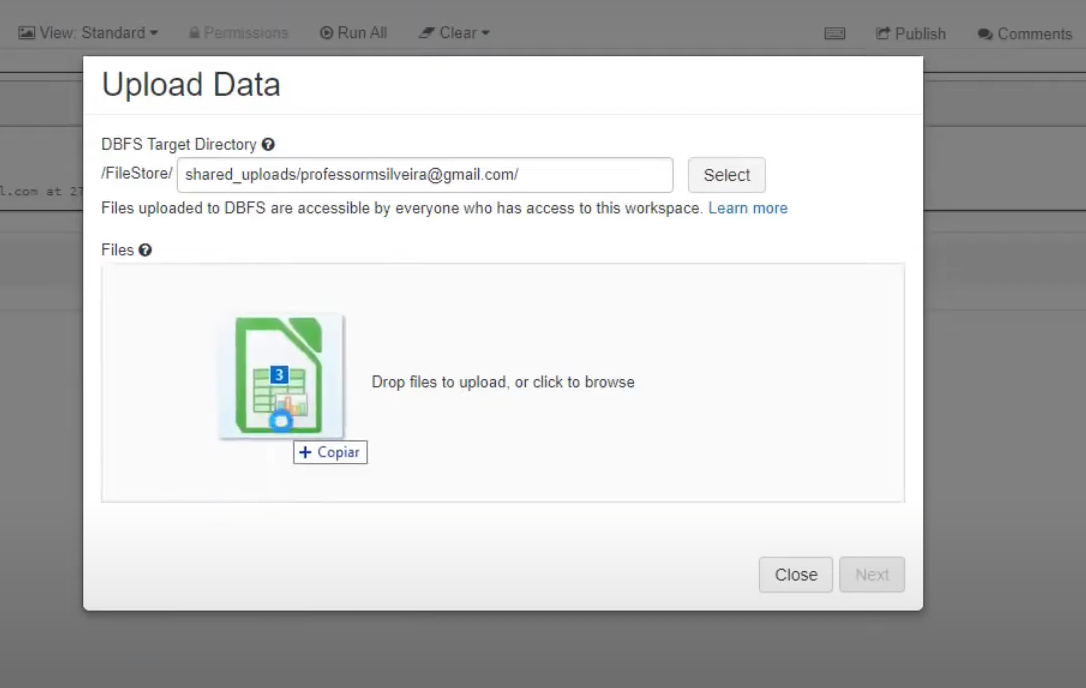 View: Standard Permissions Run All Clear Publish Comments
Upload Data
DBFS Target Directory
/FileStore/ shared_uploads/professormsilveira@gmail.com/ Select
l.com at 27
Files uploaded to DBFS are accessible by everyone who has access to this workspace. Learn more
Files
3
Drop files to upload, or click to browse
+ Copiar
Close Next